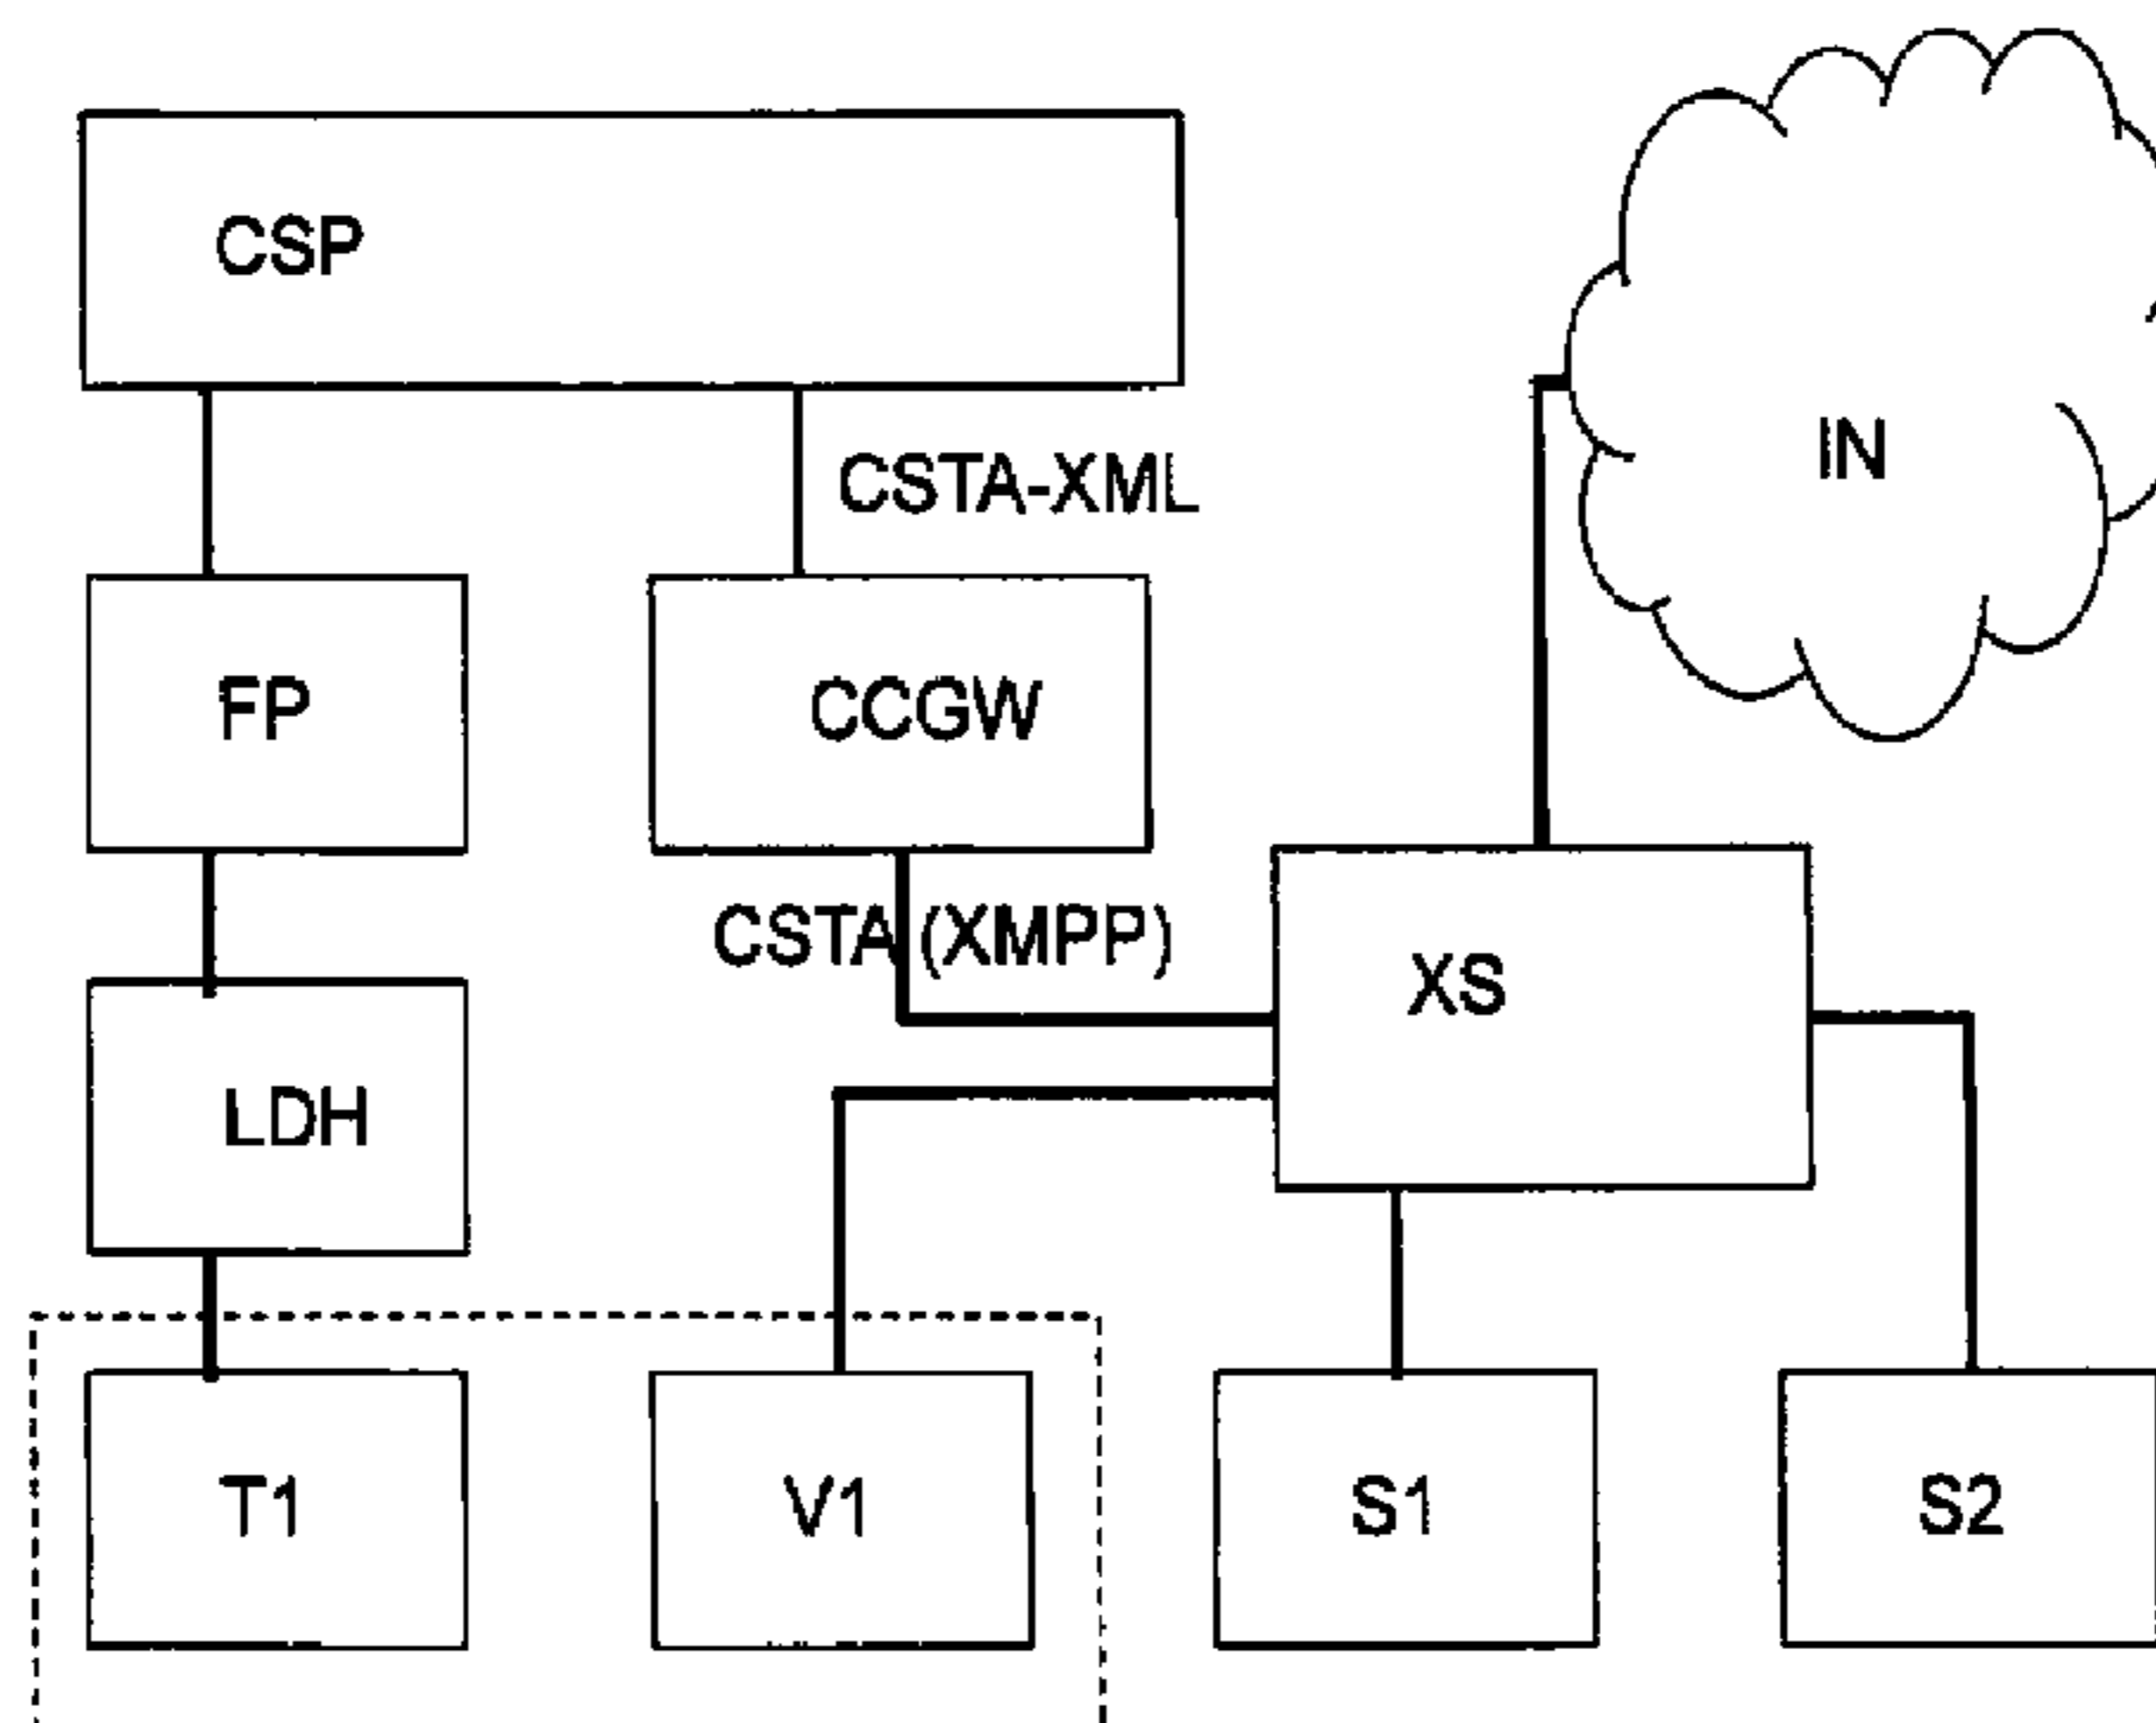 CSP
IN
CSTA-XML
FP
CCGW
CSTA (XMPP)
XS
LDH
T1
V1
S1
S2